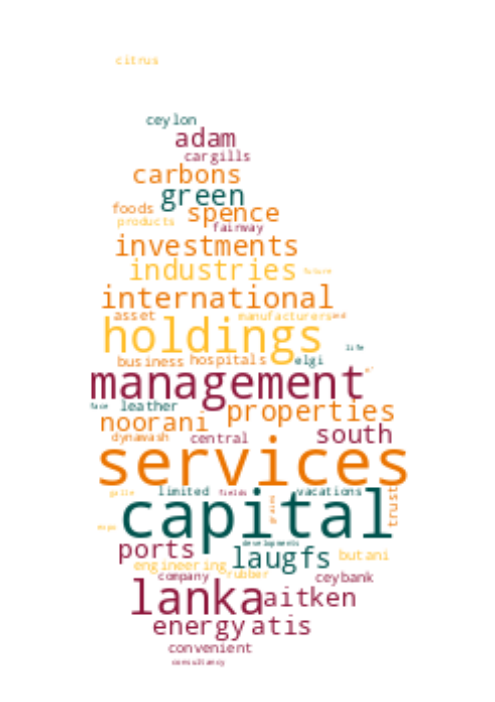 citrus
ceylon
adam
cargills
carbons
green
foods spence
products
fairway
investments
industries future
international
asset manufacturers
holdings
life
business hospitals elgi
management
face leather properties
noorani
dynawash central south
services
galle limited fields vacations
capital grains trust
developments
ports laugfs butani
engineering
company rubber ceybank
lanka aitken
energy atis
convenient
consultancy